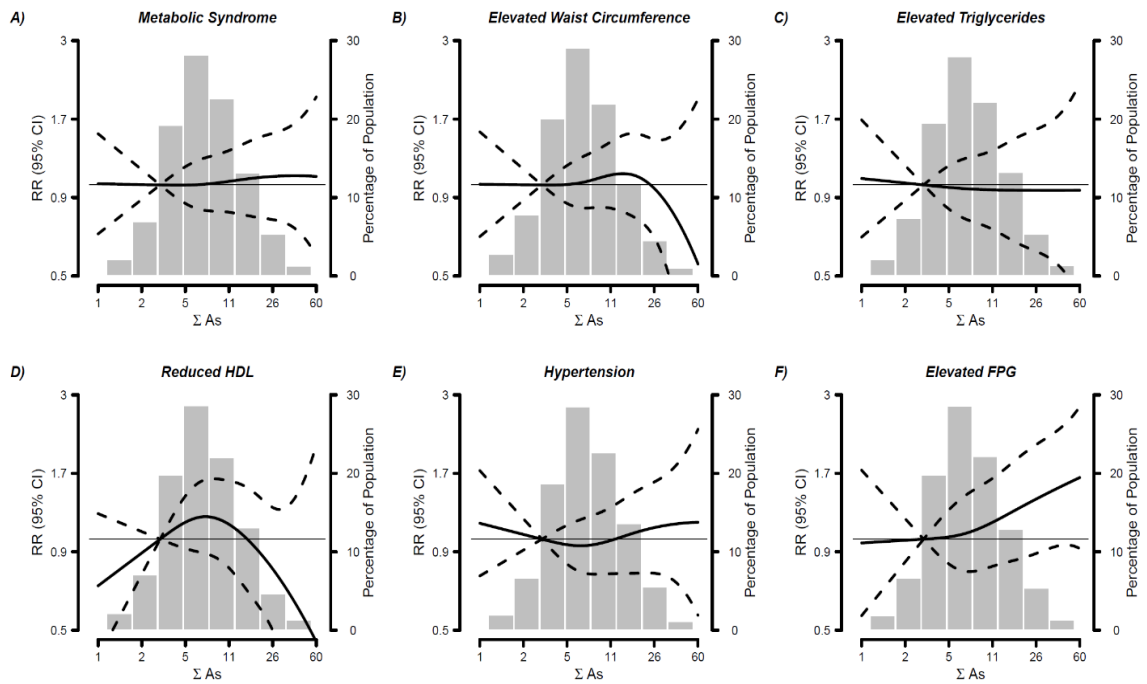 A) Metabolic Syndrome
3
1.7
0.9
0.5
RR (95% CI)
30
20
10
0
Percentage of Population
1 2 5 11 26 60
Σ As
B) Elevated Waist Circumference
3
1.7
0.9
0.5
RR (95% CI)
30
20
10
0
Percentage of Population
1 2 5 11 26 60
Σ As
C) Elevated Triglycerides
3
1.7
0.9
0.5
RR (95% CI)
30
20
10
0
Percentage of Population
1 2 5 11 26 60
Σ As
D) Reduced HDL
3
1.7
0.9
0.5
RR (95% CI)
30
20
10
0
Percentage of Population
1 2 5 11 26 60
Σ As
E) Hypertension
3
1.7
0.9
0.5
RR (95% CI)
30
20
10
0
Percentage of Population
1 2 5 11 26 60
Σ As
F) Elevated FPG
3
1.7
0.9
0.5
RR (95% CI)
30
20
10
0
Percentage of Population
1 2 5 11 26 60
Σ As